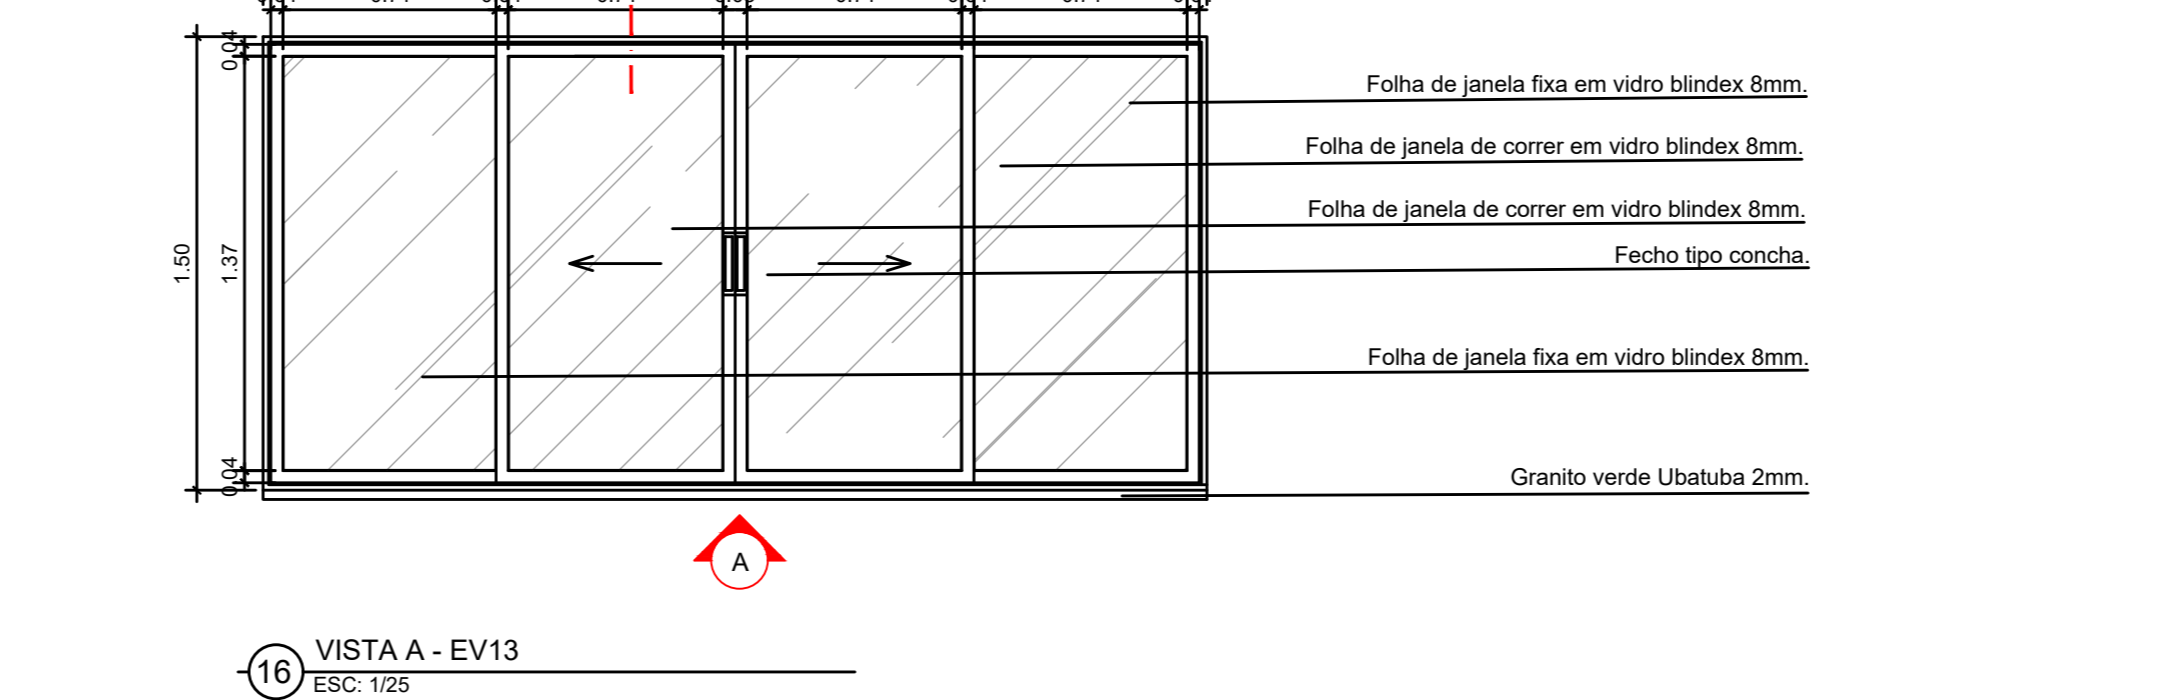 0.04
Folha de janela fixa em vidro blindex 8mm.
Folha de janela de correr em vidro blindex 8mm.
Folha de janela de correr em vidro blindex 8mm.
Fecho tipo concha.
1.50
1.37
Folha de janela fixa em vidro blindex 8mm.
0.04
Granito verde Ubatuba 2mm.
A
16
VISTA A - EV13
ESC: 1/25